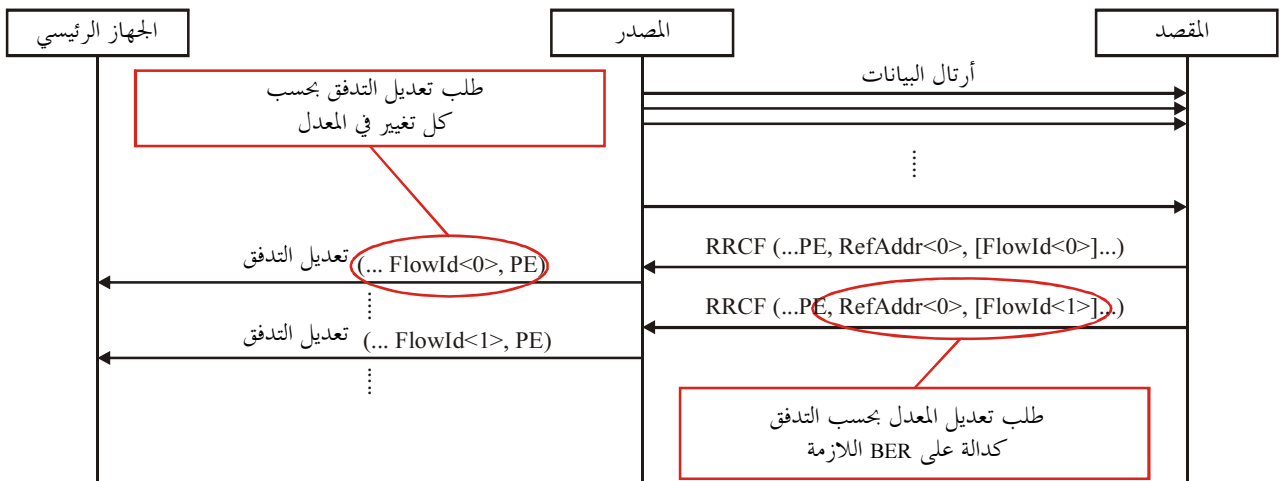 المقصد
المصدر
الجهاز الرئيسي
أرتال البيانات
طلب تعديل التدفق بحسب
كل تغيير في المعدل
RRCF (...PE, RefAddr<0>, [FlowId<0>]...)
تعديل التدفق (... FlowId<0>, PE)
RRCF (...PE, RefAddr<0>, [FlowId<1>]...)
تعديل التدفق (... FlowId<1>, PE)
طلب تعديل المعدل بحسب التدفق
كدالة على BER اللازمة